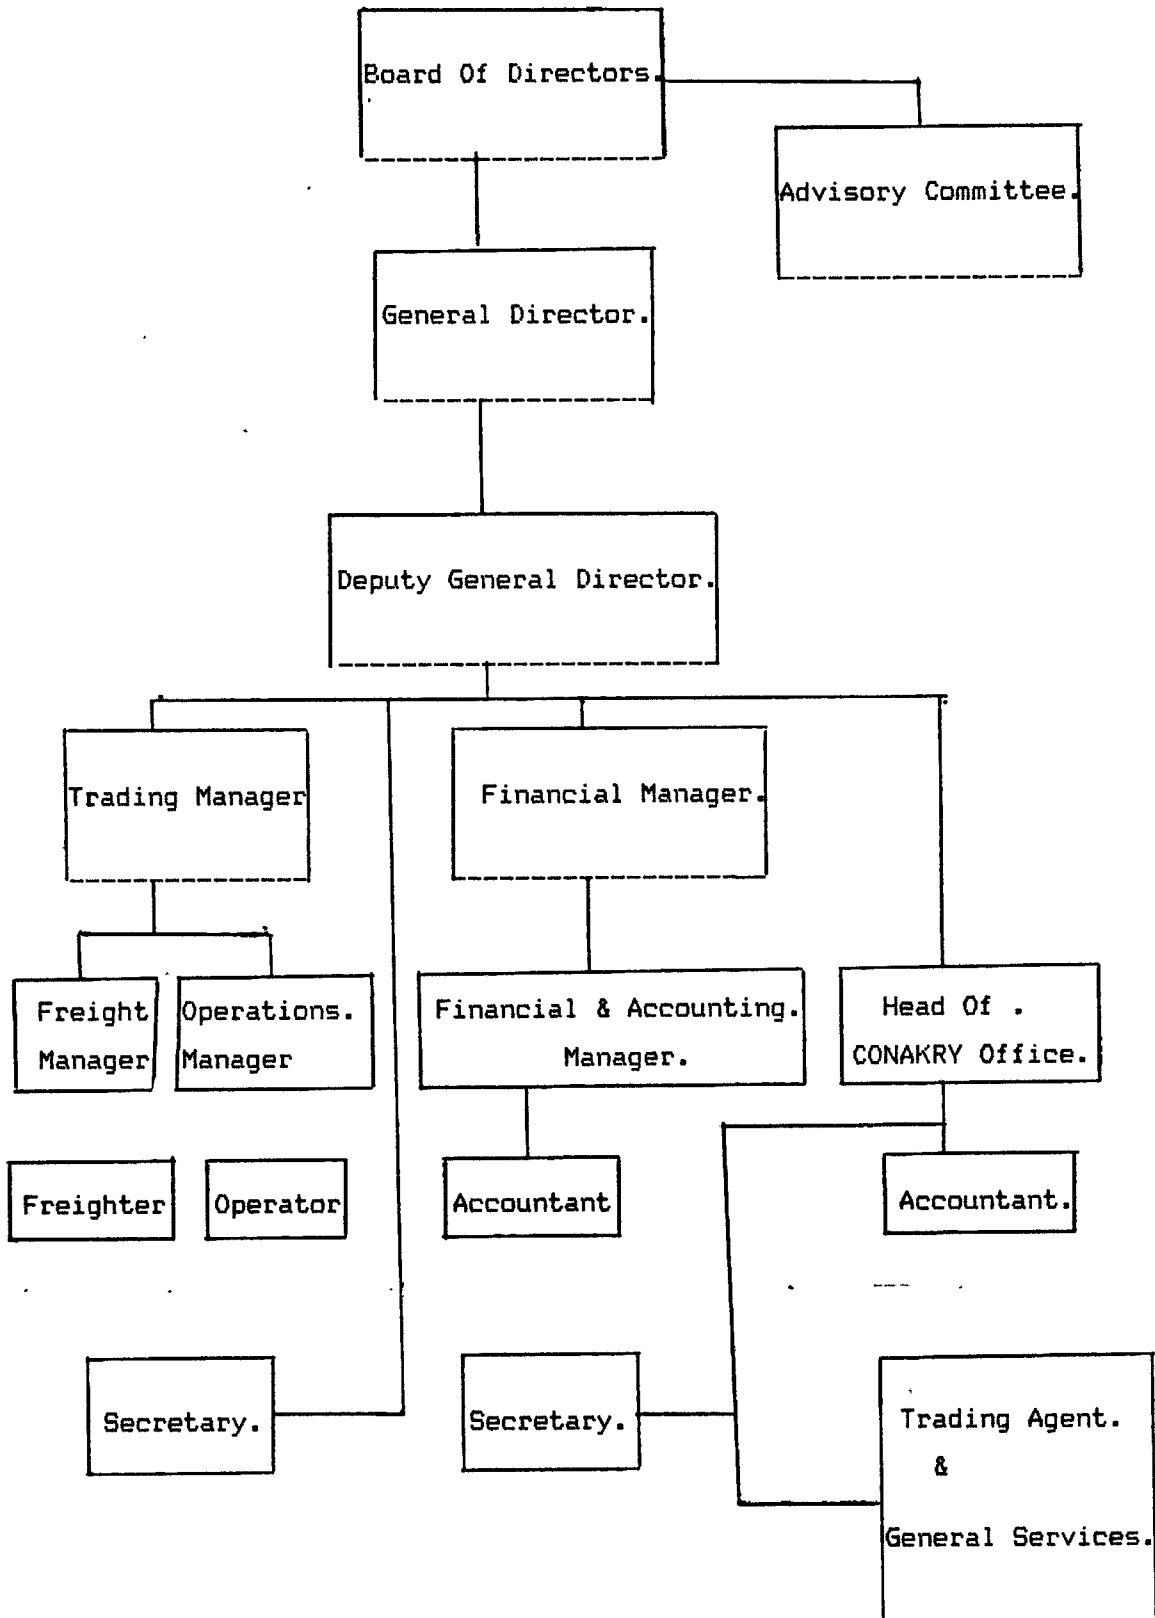 Board Of Directors.
Advisory Committee.
General Director.
Deputy General Director.
Trading Manager
Financial Manager.
Freight
Manager
Operations.
Manager
Financial & Accounting.
Manager.
Head Of .
CONAKRY Office.
Freighter
Operator
Accountant
Accountant.
Secretary.
Secretary.
Trading Agent.
&
General Services.